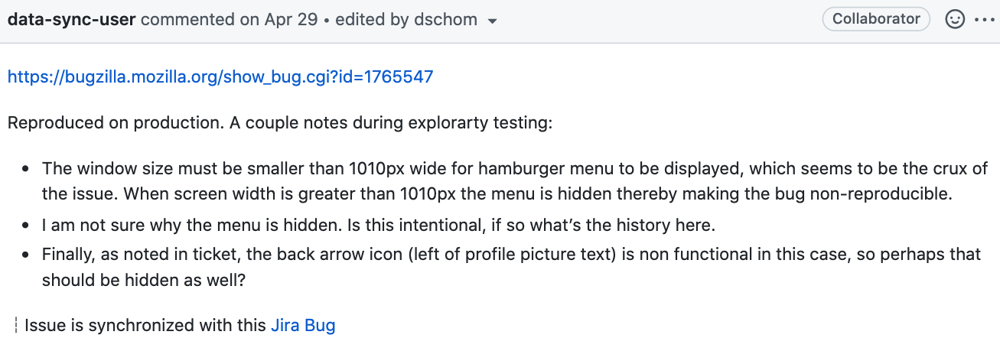 data-sync-user commented on Apr 29 • edited by dschom
Collaborator
https://bugzilla.mozilla.org/show_bug.cgi?id=1765547
Reproduced on production. A couple notes during explorarty testing:
• The window size must be smaller than 1010px wide for hamburger menu to be displayed, which seems to be the crux of
the issue. When screen width is greater than 1010px the menu is hidden thereby making the bug non-reproducible.
• I am not sure why the menu is hidden. Is this intentional, if so what’s the history here.
• Finally, as noted in ticket, the back arrow icon (left of profile picture text) is non functional in this case, so perhaps that
should be hidden as well?
┆Issue is synchronized with this Jira Bug